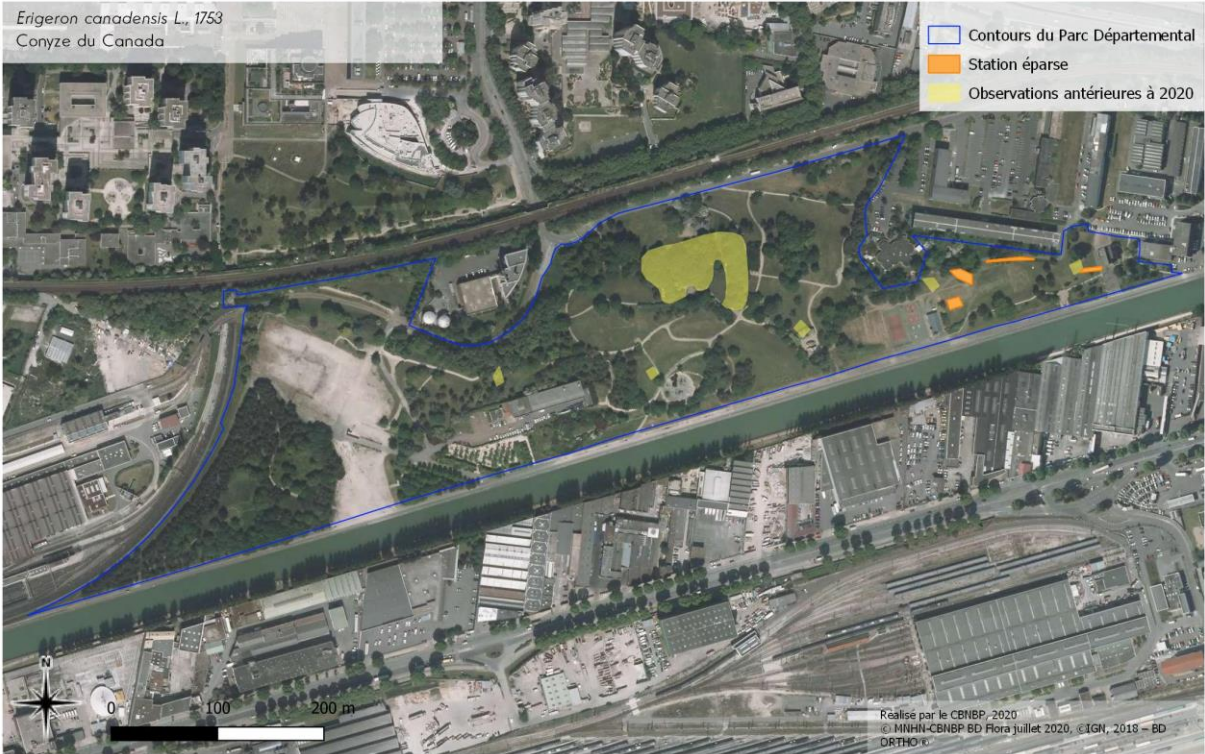 Erigeron canadensis L., 1753
Conyze du Canada
Contours du Parc Départemental
Station éparse
Observations antérieures à 2020
N
0 100 200 m
Réalisé par le CBNBP, 2020
© MNHN-CBNBP BD Flora juillet 2020, ©IGN, 2018 – BD
ORTHO ®